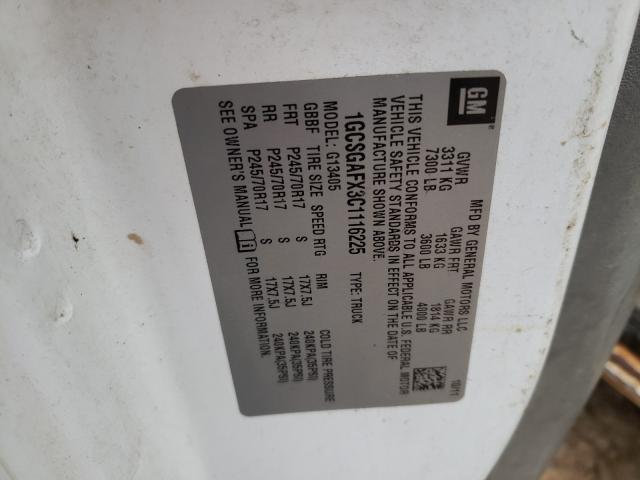 GM
MFD BY GENERAL MOTORS LLC
GVWR GAWR FRT GAWR RR
3311 KG 1633 KG 1814 KG
7300 LB 3600 LB 4000 LB
10/11
THIS VEHICLE CONFORMS TO ALL APPLICABLE U.S. FEDERAL MOTOR
VEHICLE SAFETY STANDARDS IN EFFECT ON THE DATE OF
MANUFACTURE SHOWN ABOVE.
1GCSGAFX3C1116225 TYPE: TRUCK
MODEL: G13405
GBBF TIRE SIZE SPEED RTG RIM COLD TIRE PRESSURE
FRT P245/70R17 S 17X7.5J 240KPA(35PSI)
RR P245/70R17 S 17X7.5J 240KPA(35PSI)
SPA P245/70R17 S 17X7.5J 240KPA(35PSI)
SEE OWNER'S MANUAL FOR MORE INFORMATION.